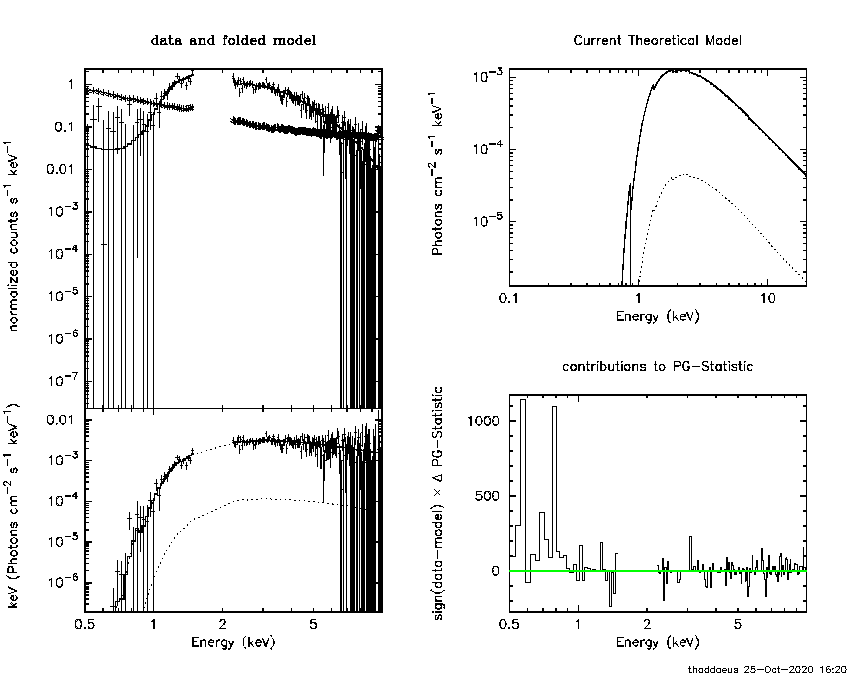 data and folded model
normalized counts s⁻¹ keV⁻¹
1
0.1
0.01
10⁻³
10⁻⁴
10⁻⁵
10⁻⁶
10⁻⁷
keV (Photons cm⁻² s⁻¹ keV⁻¹)
0.01
10⁻³
10⁻⁴
10⁻⁵
10⁻⁶
0.5 1 2 5
Energy (keV)
Current Theoretical Model
Photons cm⁻² s⁻¹ keV⁻¹
10⁻³
10⁻⁴
10⁻⁵
0.1 1 10
Energy (keV)
contributions to PG−Statistic
sign(data−model) × Δ PG−Statistic
1000
500
0
0.5 1 2 5
Energy (keV)
thaddaeus 25−Oct−2020 16:20